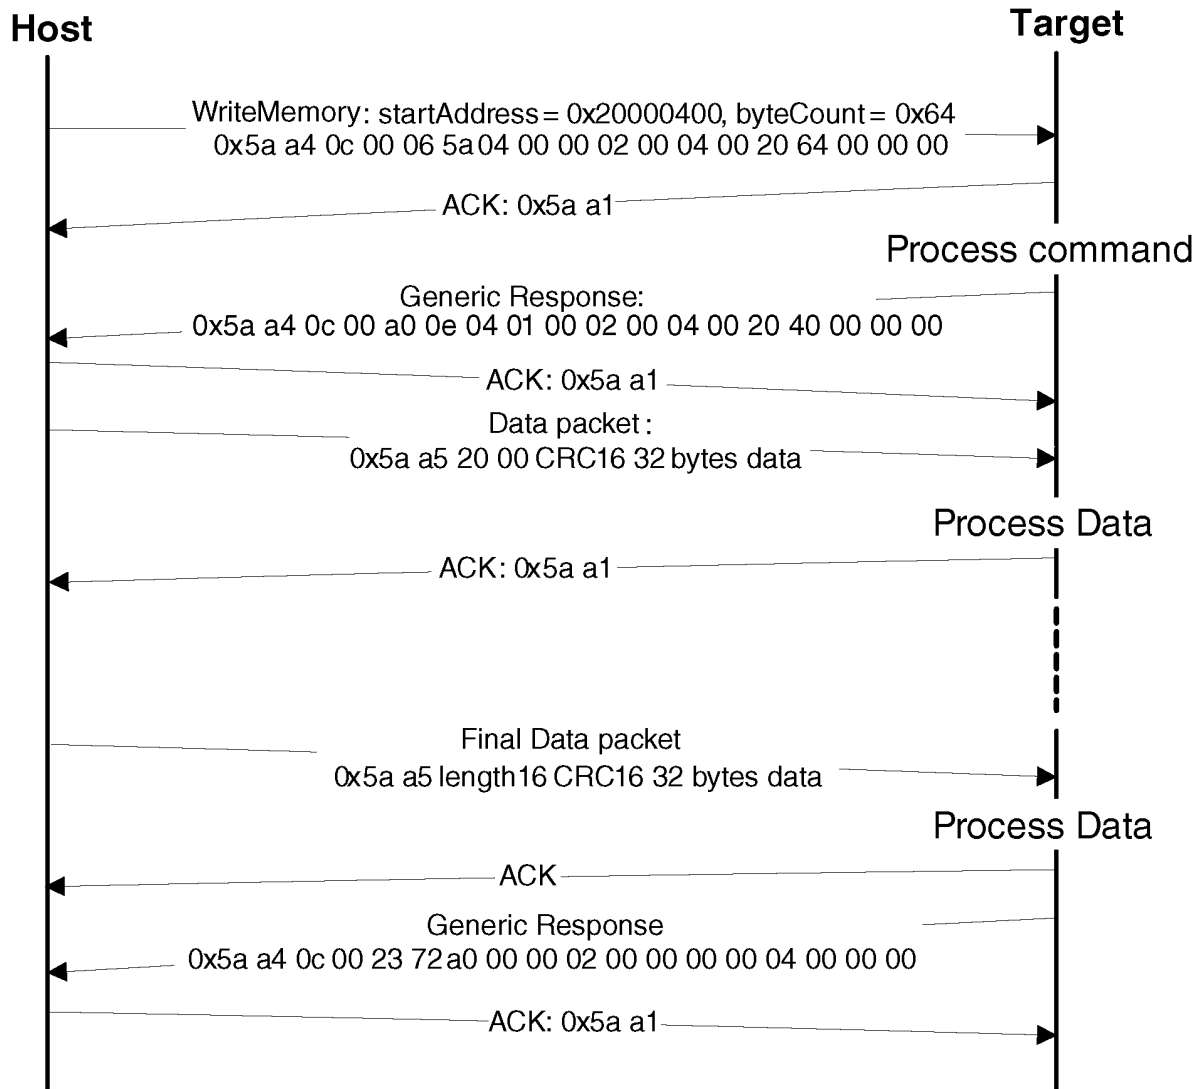 Host
Target
WriteMemory: startAddress = 0x20000400, byteCount = 0x64
0x5a a4 0c 00 06 5a 04 00 00 02 00 04 00 20 64 00 00 00
ACK: 0x5a a1
Process command
Generic Response:
0x5a a4 0c 00 a0 0e 04 01 00 02 00 04 00 20 40 00 00 00
ACK: 0x5a a1
Data packet :
0x5a a5 20 00 CRC16 32 bytes data
Process Data
ACK: 0x5a a1
Final Data packet
0x5a a5 length16 CRC16 32 bytes data
Process Data
ACK
Generic Response
0x5a a4 0c 00 23 72 a0 00 00 02 00 00 00 00 04 00 00 00
ACK: 0x5a a1